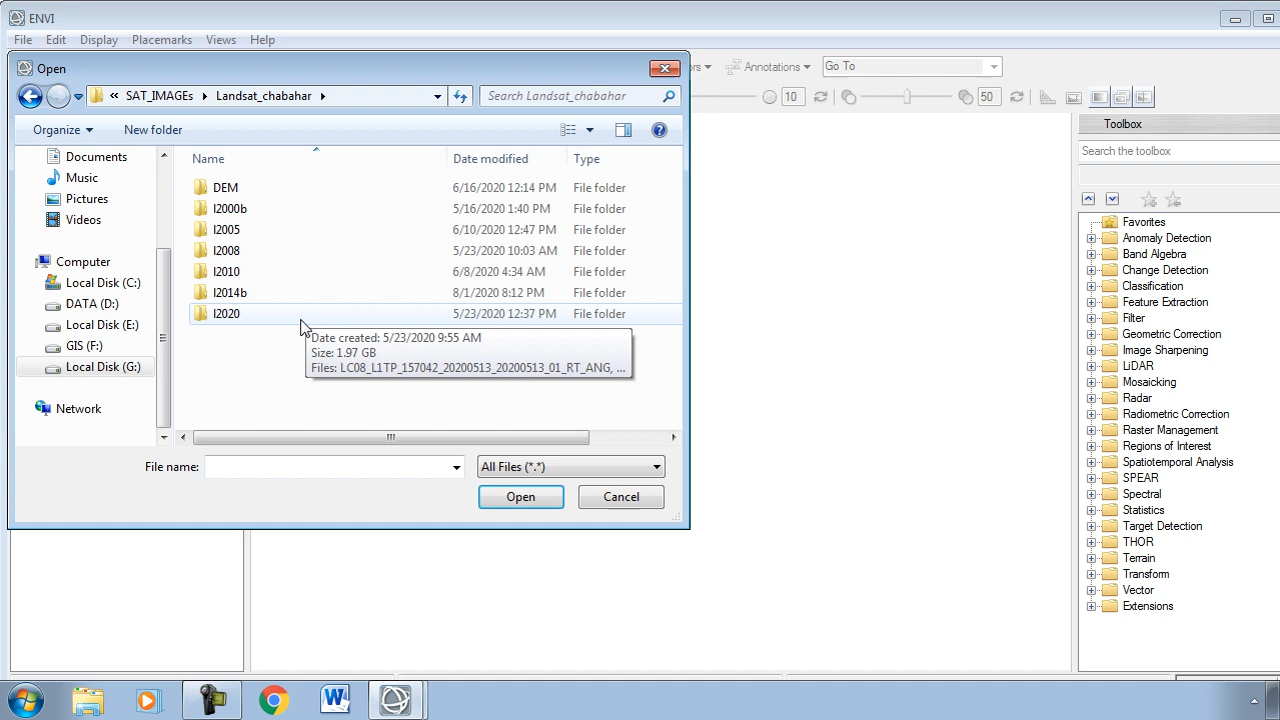 ENVI
File Edit Display Placemarks Views Help
Open
Annotations Go To
SAT_IMAGEs Landsat_chabahar Search Landsat_chabahar
10 50
Organize New folder
Toolbox
Search the toolbox
Documents
Music
Pictures
Videos
Computer
Local Disk (C:)
DATA (D:)
Local Disk (E:)
GIS (F:)
Local Disk (G:)
Network
Name Date modified Type
DEM 6/16/2020 12:14 PM File folder
I2000b 5/16/2020 1:40 PM File folder
I2005 6/10/2020 12:47 PM File folder
I2008 5/23/2020 10:03 AM File folder
I2010 6/8/2020 4:34 AM File folder
I2014b 8/1/2020 8:12 PM File folder
I2020 5/23/2020 12:37 PM File folder
Date created: 5/23/2020 9:55 AM
Size: 1.97 GB
Files: LC08_L1TP_157042_20200513_20200513_01_RT_ANG, ...
File name: All Files (*.*)
Open Cancel
Favorites
Anomaly Detection
Band Algebra
Change Detection
Classification
Feature Extraction
Filter
Geometric Correction
Image Sharpening
LiDAR
Mosaicking
Radar
Radiometric Correction
Raster Management
Regions of Interest
Spatiotemporal Analysis
SPEAR
Spectral
Statistics
Target Detection
THOR
Terrain
Transform
Vector
Extensions